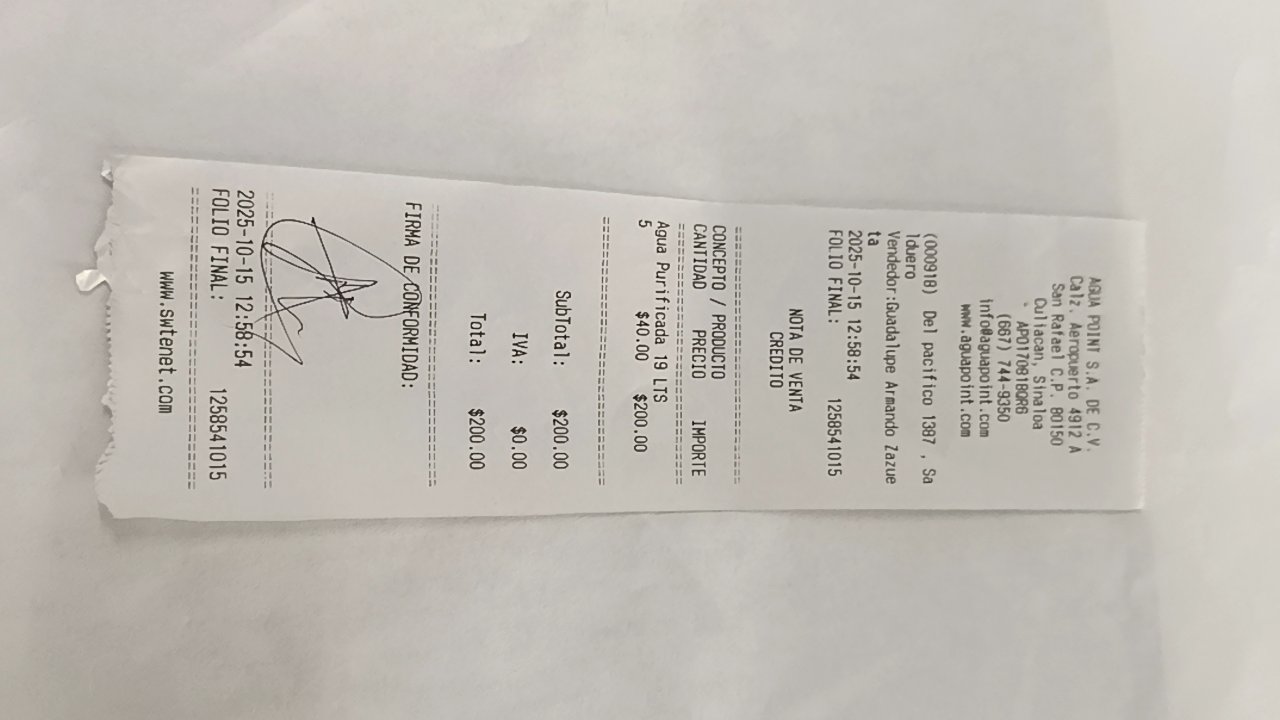 AGUA POINT S.A. DE C.V.
Calz. Aeropuerto 4912 A
San Rafael C.P. 80150
Culiacan, Sinaloa
- APO170818QR6
(667) 744-9350
info@aguapoint.com
www.aguapoint.com
(000918) Del pacifico 1387 , Sa
lduero
Vendedor:Guadalupe Armando Zazue
ta
2025-10-15 12:58:54
FOLIO FINAL: 1258541015
NOTA DE VENTA
CREDITO
================================
CONCEPTO / PRODUCTO
CANTIDAD PRECIO IMPORTE
================================
Agua Purificada 19 LTS
5 $40.00 $200.00
================================
SubTotal: $200.00
IVA: $0.00
Total: $200.00
================================
FIRMA DE CONFORMIDAD:
================================
2025-10-15 12:58:54
FOLIO FINAL: 1258541015
================================
www.swtenet.com